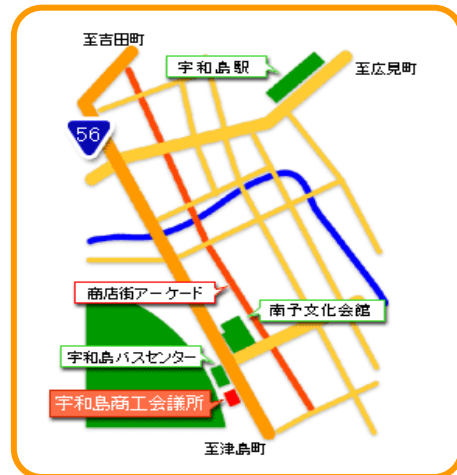 至吉田町
宇和島駅
至広見町
56
商店街アーケード
南予文化会館
宇和島バスセンター
宇和島商工会議所
至津島町